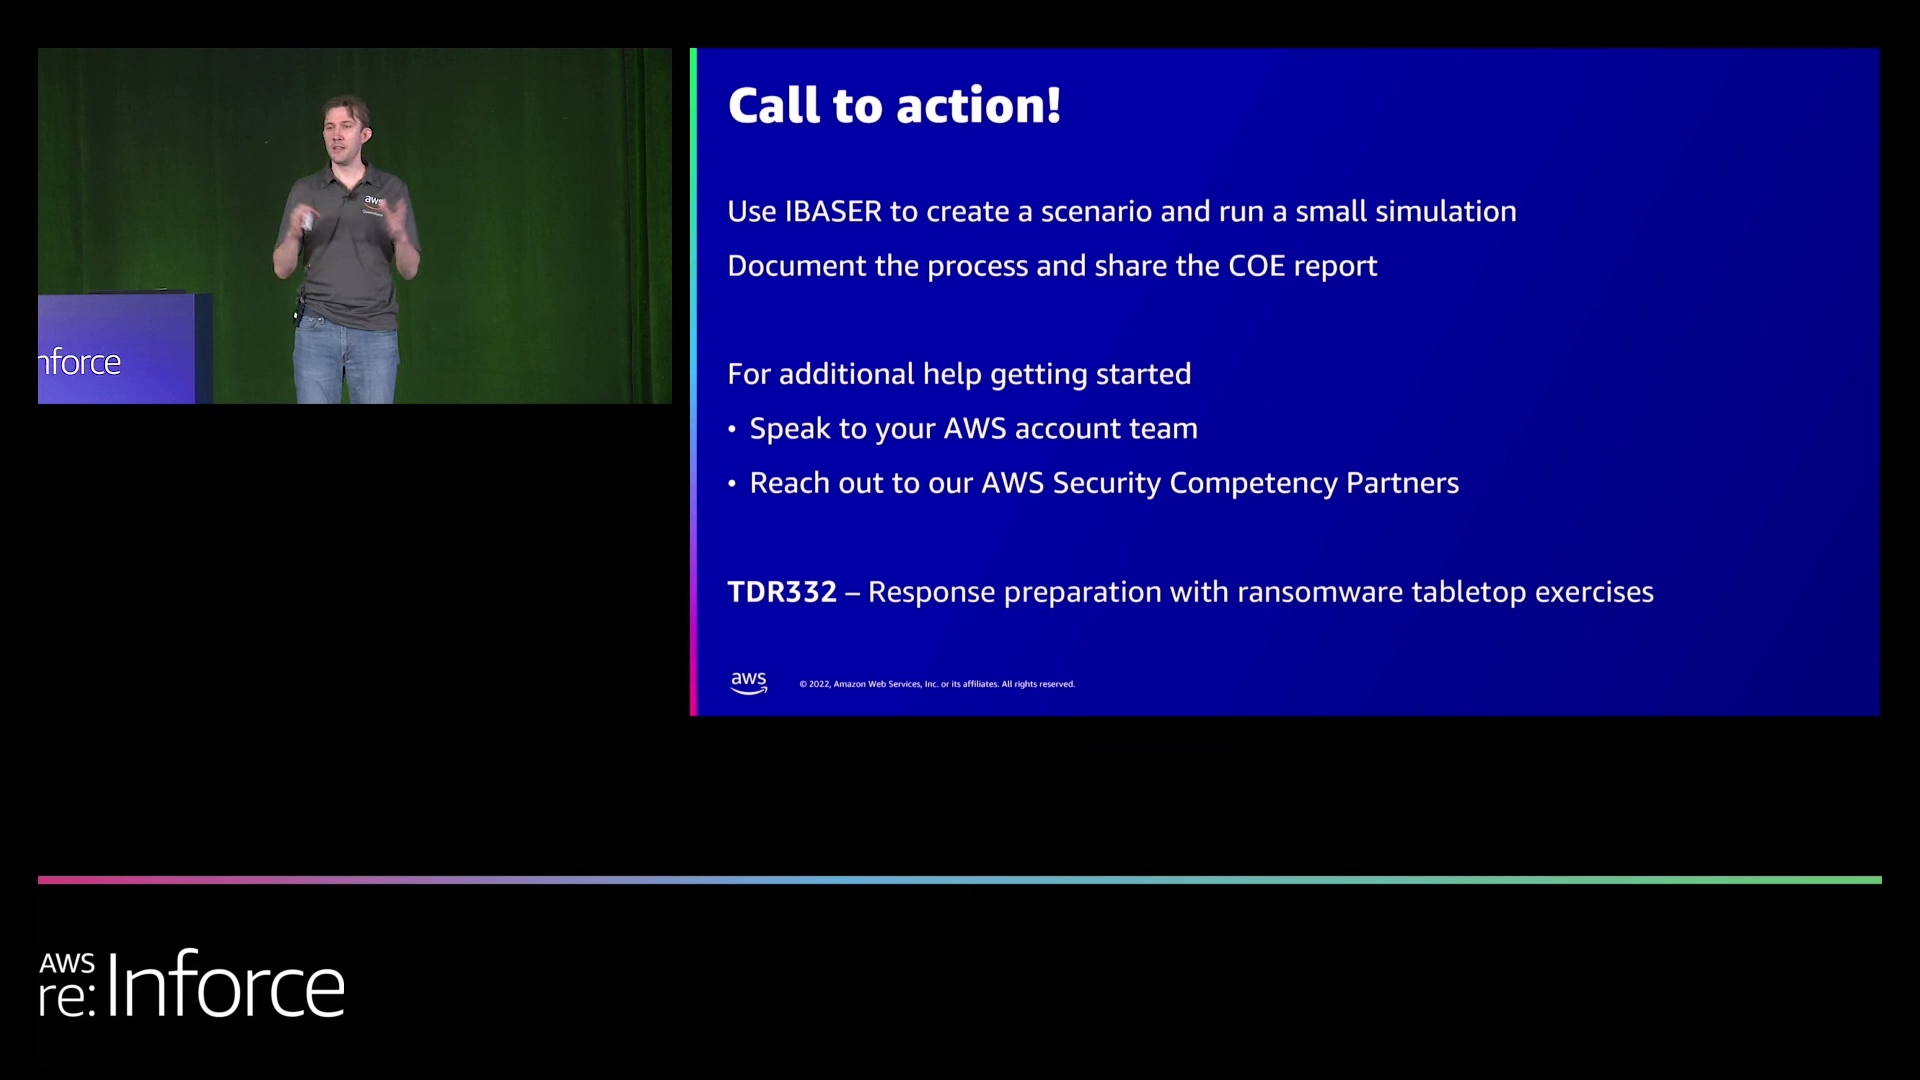 aws
nforce
Call to action!
Use IBASER to create a scenario and run a small simulation
Document the process and share the COE report
For additional help getting started
• Speak to your AWS account team
• Reach out to our AWS Security Competency Partners
TDR332 – Response preparation with ransomware tabletop exercises
aws
© 2022, Amazon Web Services, Inc. or its affiliates. All rights reserved.
AWS
re:Inforce